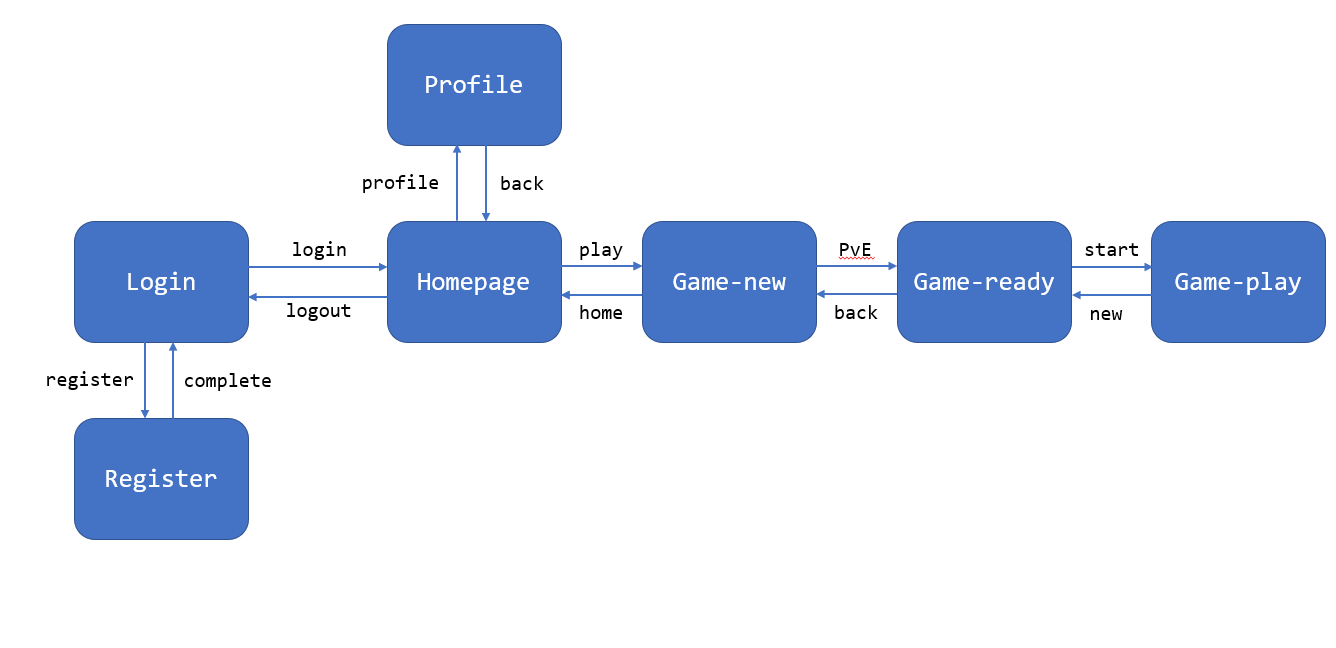 Profile
profile
back
login
play
PvE
start
Login
Homepage
Game-new
Game-ready
Game-play
logout
home
back
new
register
complete
Register